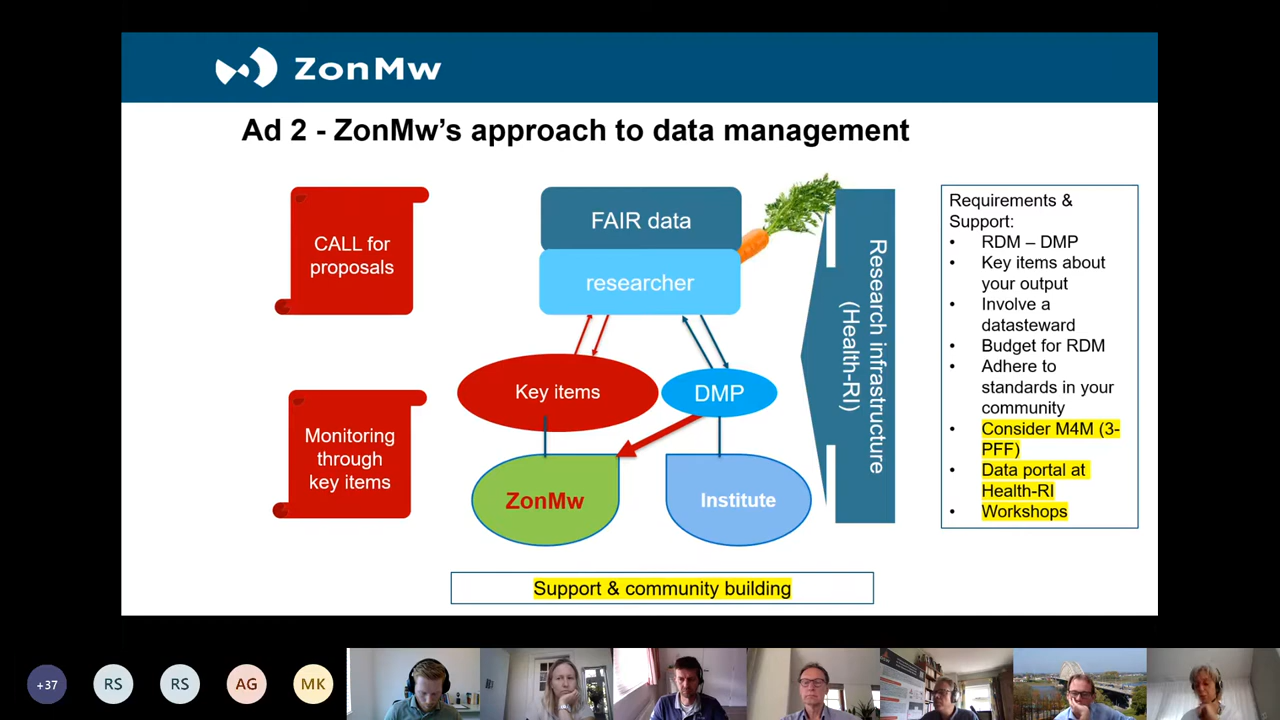 ZonMw
Ad 2 - ZonMw's approach to data management
CALL for
proposals
FAIR data
researcher
Key items
DMP
Monitoring
through
key items
ZonMw
Institute
Research infrastructure
(Health-RI)
Requirements &
Support:
• RDM – DMP
• Key items about
your output
• Involve a
datasteward
• Budget for RDM
• Adhere to
standards in your
community
• Consider M4M (3-
PFF)
• Data portal at
Health-RI
• Workshops
Support & community building
+37
RS
RS
AG
MK